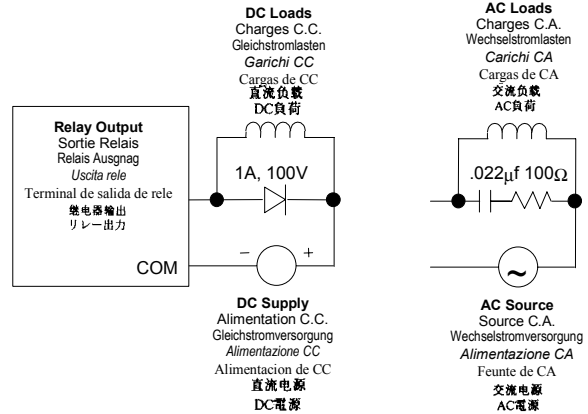 DC Loads
Charges C.C.
Gleichstromlasten
Garichi CC
Cargas de CC
直流负载
DC負荷
AC Loads
Charges C.A.
Wechselstromlasten
Carichi CA
Cargas de CA
交流负载
AC負荷
Relay Output
Sortie Relais
Relais Ausgnag
Uscita rele
Terminal de salida de rele
继电器输出
リレー出力
COM
1A, 100V
− +
.022µf 100Ω
~
DC Supply
Alimentation C.C.
Gleichstromversorgung
Alimentazione CC
Alimentacion de CC
直流电源
DC電源
AC Source
Source C.A.
Wechselstromversorgung
Alimentazione CA
Feunte de CA
交流电源
AC電源